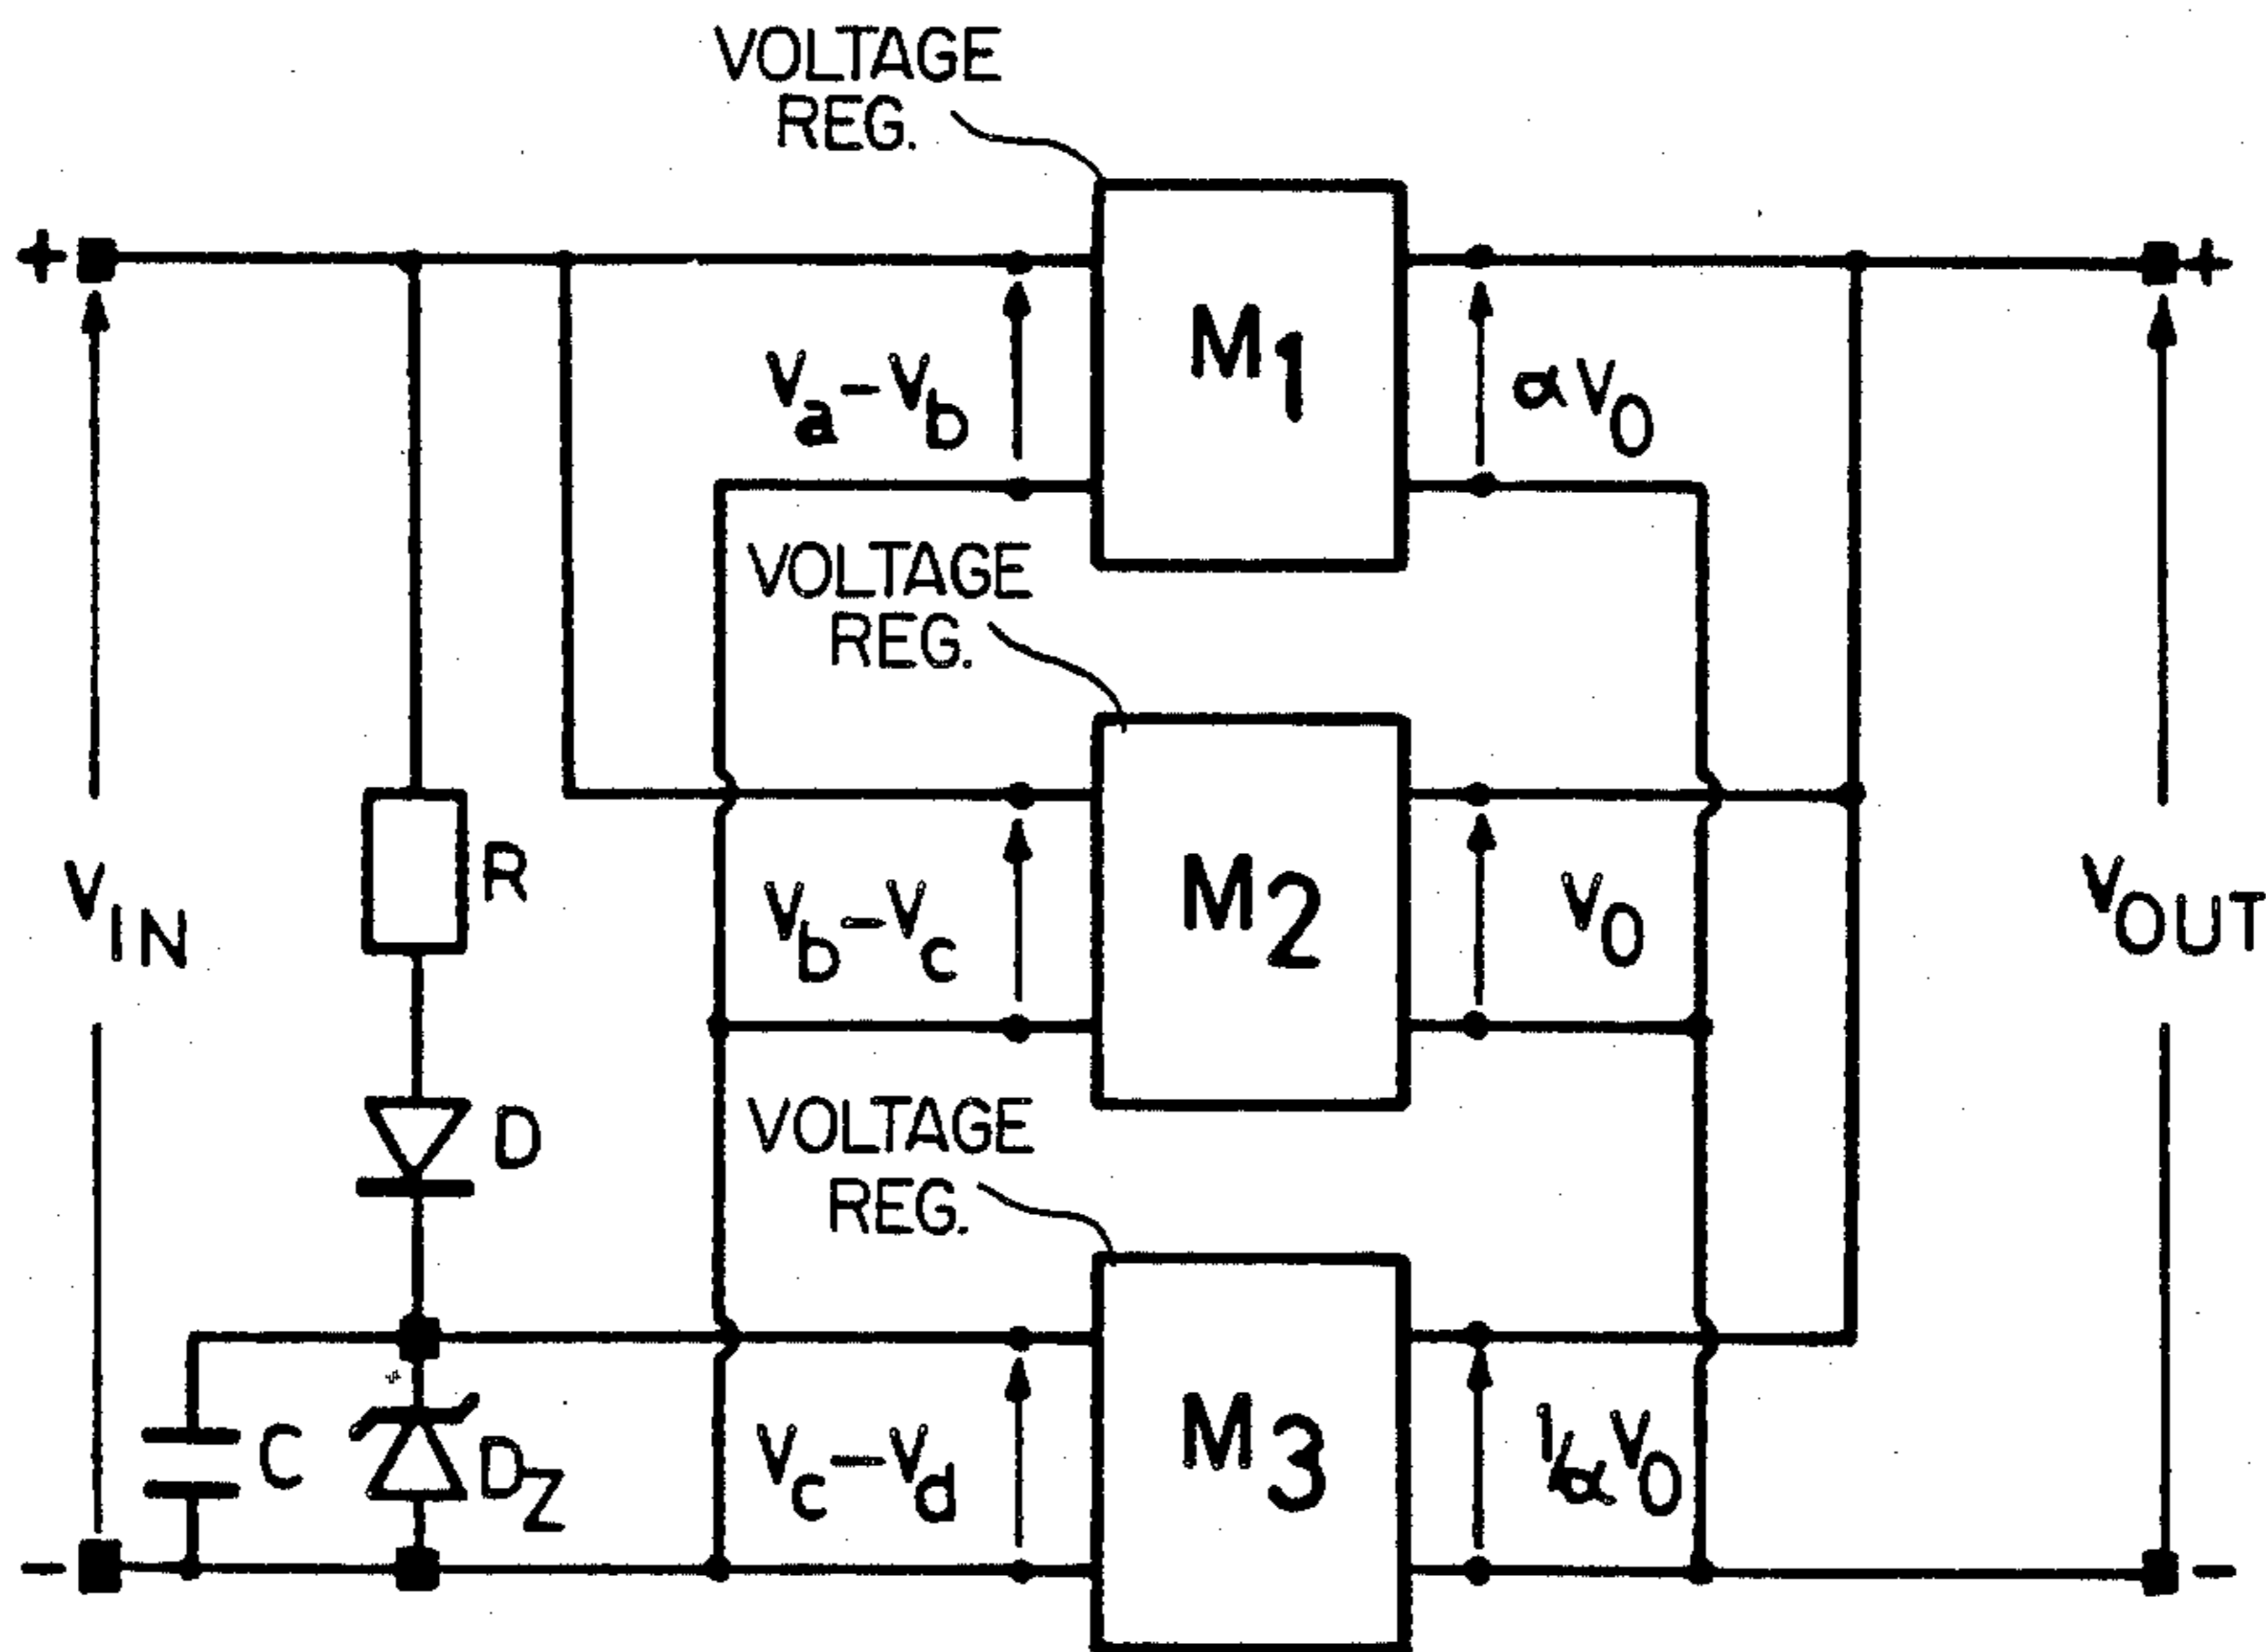 VOLTAGE
REG.
+
+
M1
Va-Vb
αV0
VOLTAGE
REG.
VIN
R
M2
Vb-Vc
V0
VOUT
D
VOLTAGE
REG.
C
DZ
M3
Vc-Vd
1/αV0
-
-